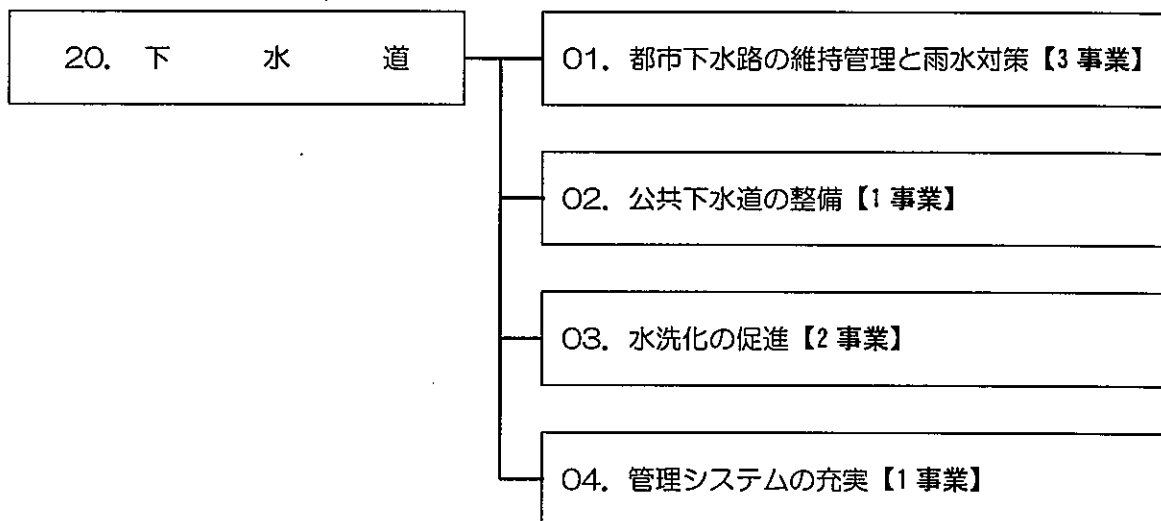 20. 下水道
01. 都市下水路の維持管理と雨水対策【3事業】
02. 公共下水道の整備【1事業】
03. 水洗化の促進【2事業】
04. 管理システムの充実【1事業】